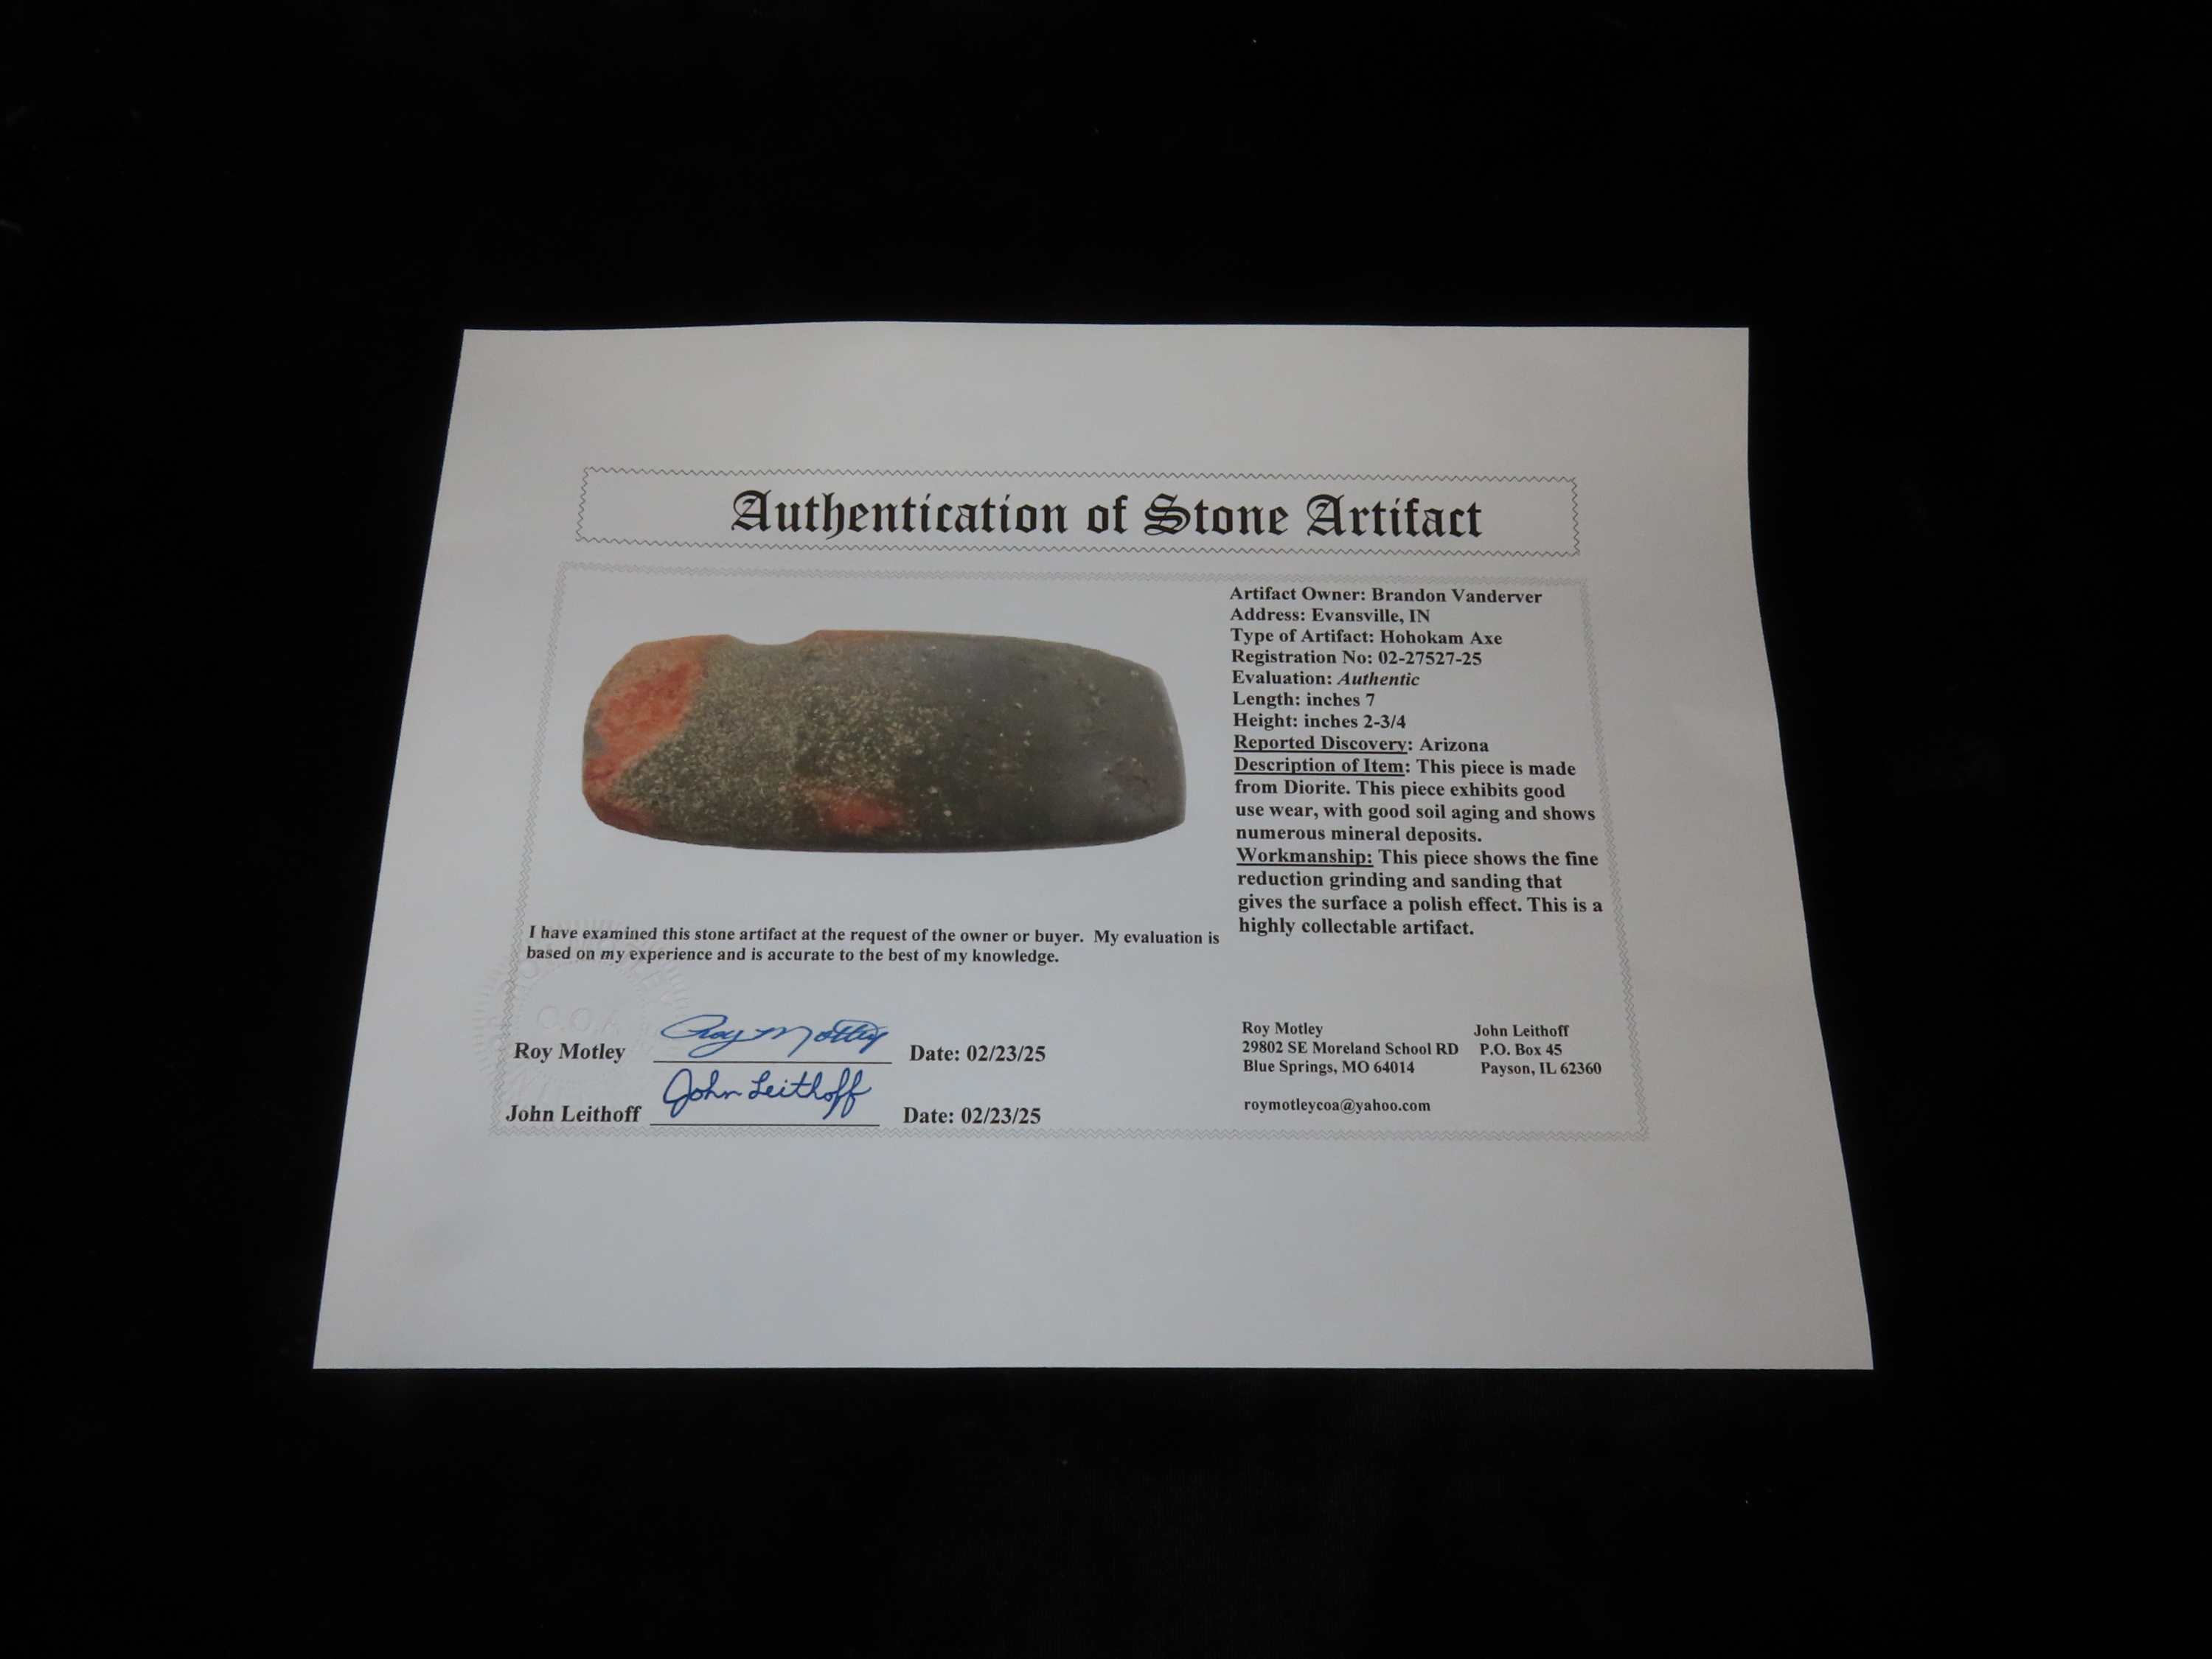 Authentication of Stone Artifact
Artifact Owner: Brandon Vanderver
Address: Evansville, IN
Type of Artifact: Hohokam Axe
Registration No: 02-27527-25
Evaluation: Authentic
Length: inches 7
Height: inches 2-3/4
Reported Discovery: Arizona
Description of Item: This piece is made
from Diorite. This piece exhibits good
use wear, with good soil aging and shows
numerous mineral deposits.
Workmanship: This piece shows the fine
reduction grinding and sanding that
gives the surface a polish effect. This is a
highly collectable artifact.
I have examined this stone artifact at the request of the owner or buyer. My evaluation is
based on my experience and is accurate to the best of my knowledge.
C.O.A.
Roy Motley Roy Motley Date: 02/23/25
John Leithoff John Leithoff Date: 02/23/25
Roy Motley
29802 SE Moreland School RD
Blue Springs, MO 64014
roymotleycoa@yahoo.com
John Leithoff
P.O. Box 45
Payson, IL 62360